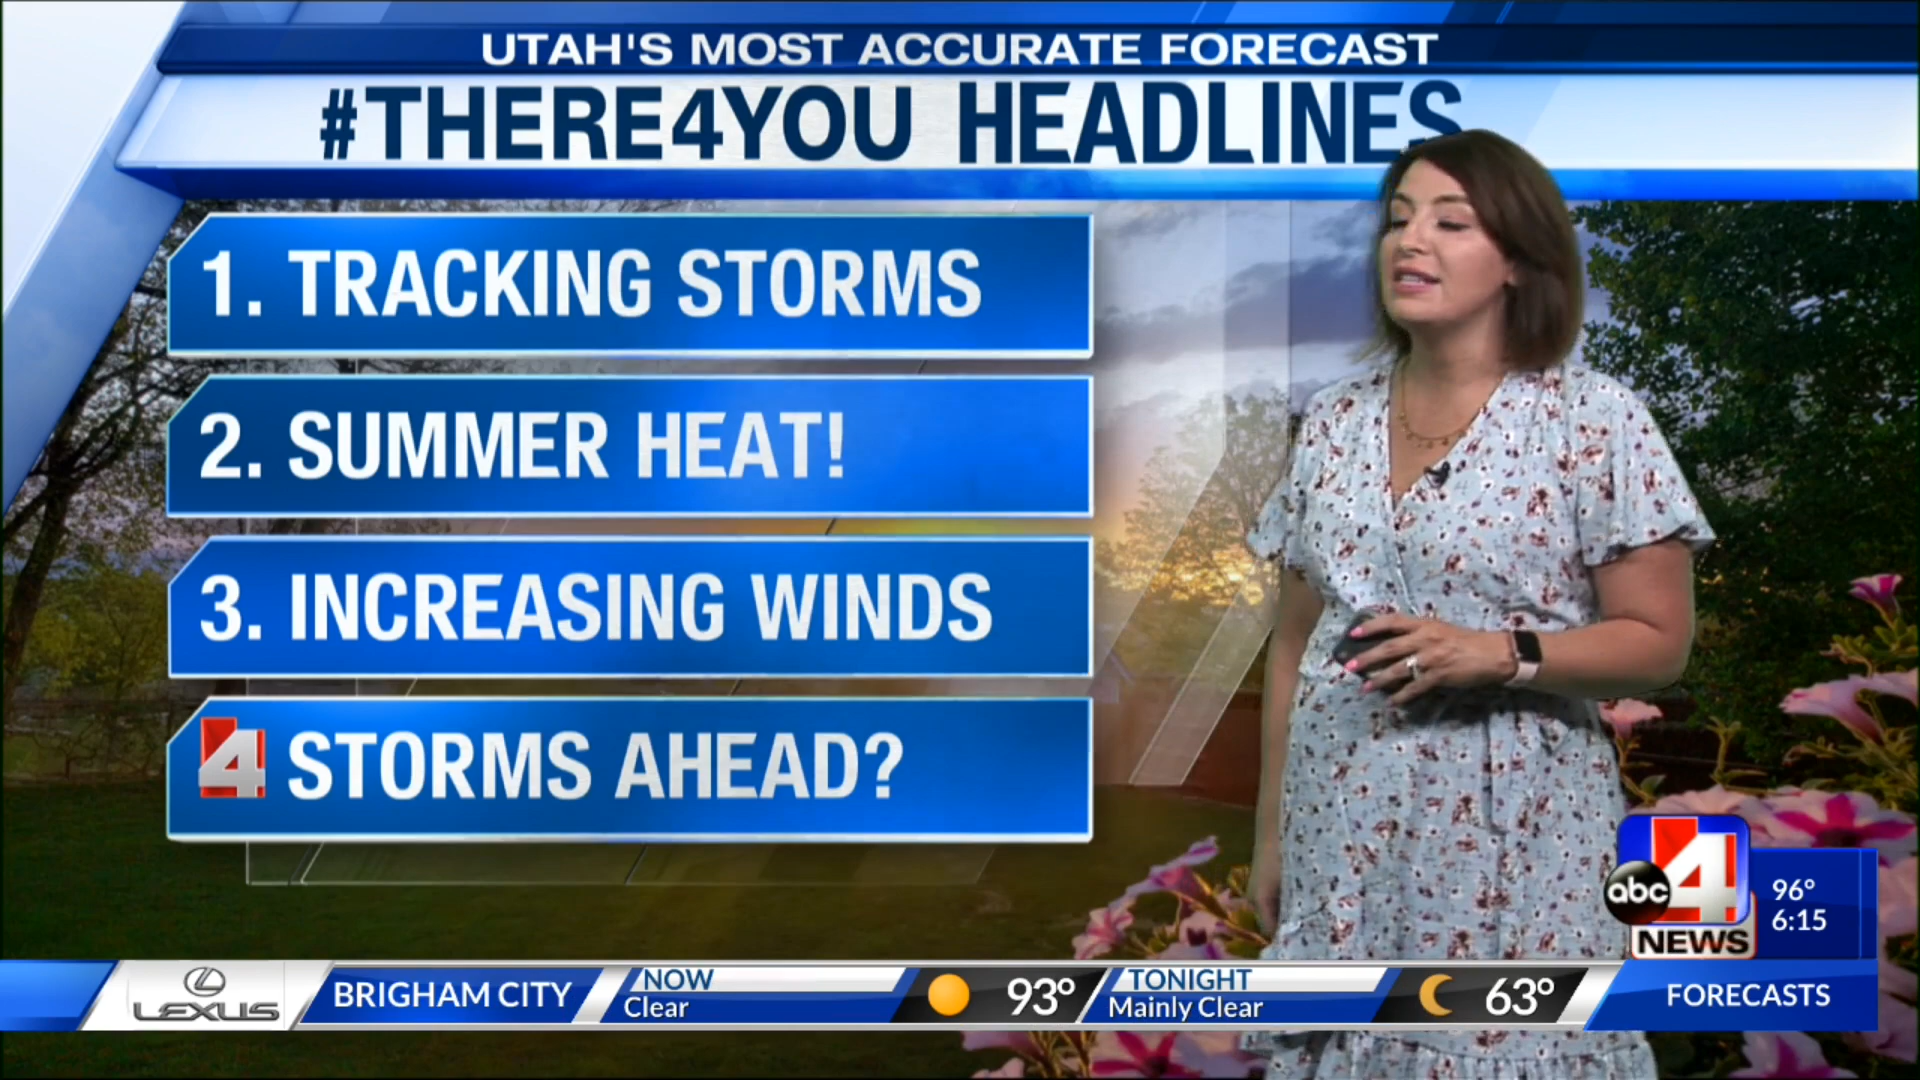 UTAH'S MOST ACCURATE FORECAST
#THERE4YOU HEADLINES
1. TRACKING STORMS
2. SUMMER HEAT!
3. INCREASING WINDS
4 STORMS AHEAD?
abc 4
NEWS
96°
6:15
LEXUS
BRIGHAM CITY
NOW
Clear
93°
TONIGHT
Mainly Clear
63°
FORECASTS